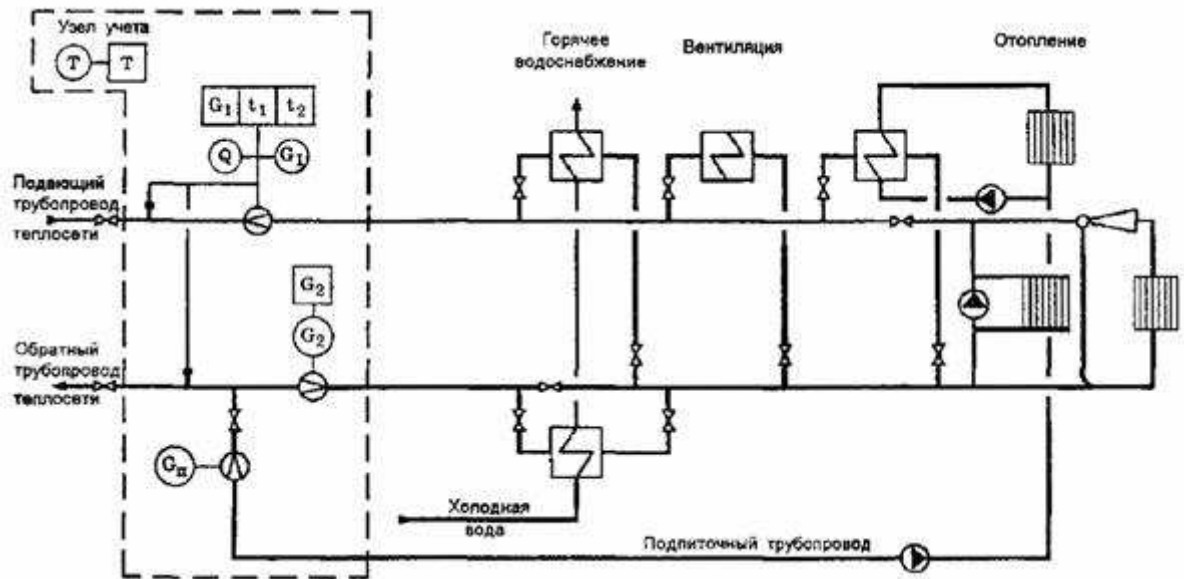 Узел учета
T T
G1 t1 t2
Q G1
Горячее
водоснабжение
Вентиляция
Отопление
Подающий
трубопровод
теплосети
G2
G2
Обратный
трубопровод
теплосети
Gп
Холодная
вода
Подпиточный трубопровод